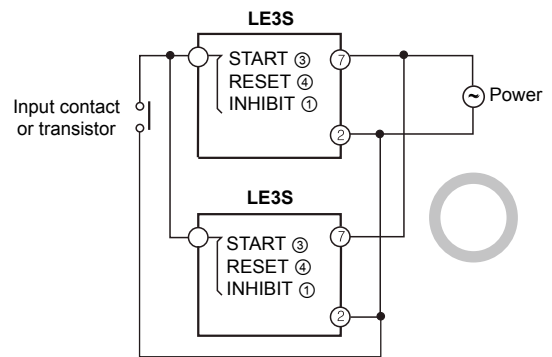 LE3S
START ③
RESET ④
INHIBIT ①
7
2
Input contact
or transistor
~ Power
LE3S
START ③
RESET ④
INHIBIT ①
7
2